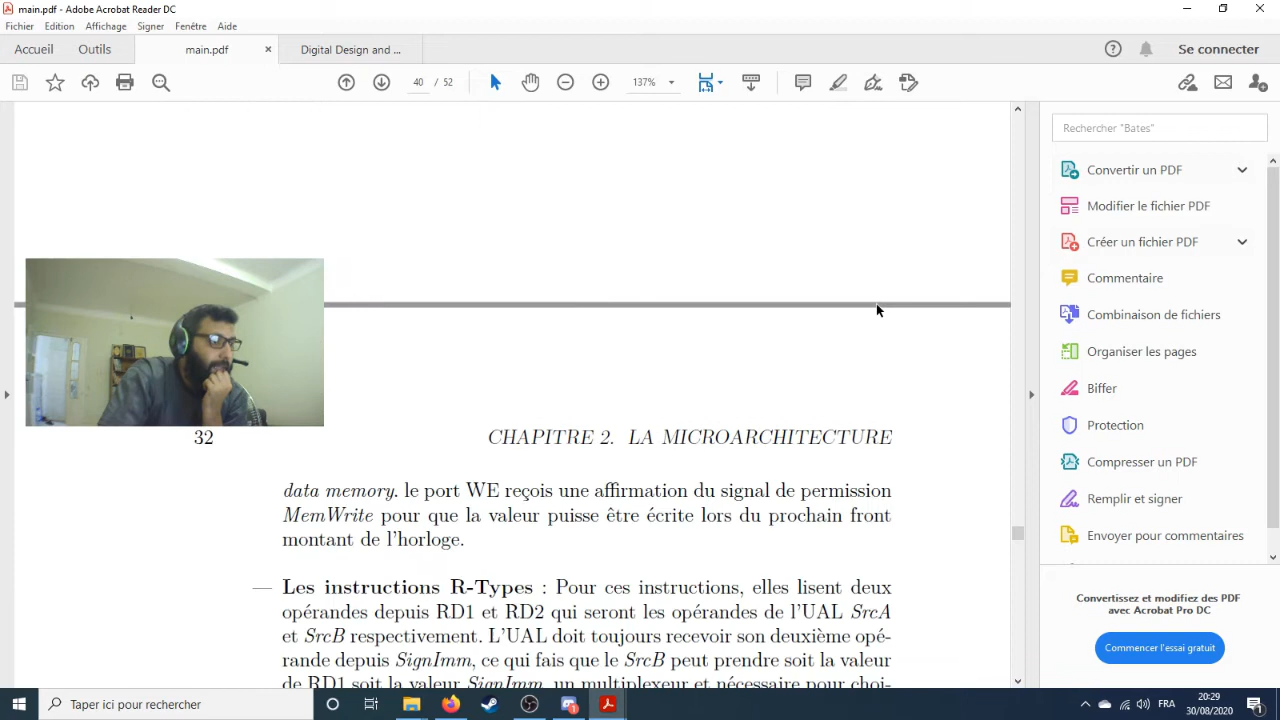 main.pdf - Adobe Acrobat Reader DC
Fichier Edition Affichage Signer Fenêtre Aide
Accueil Outils main.pdf × Digital Design and ... Se connecter
40 / 52 137%
Rechercher "Bates"
Convertir un PDF
Modifier le fichier PDF
Créer un fichier PDF
Commentaire
Combinaison de fichiers
Organiser les pages
Biffer
Protection
Compresser un PDF
Remplir et signer
Envoyer pour commentaires
Convertissez et modifiez des PDF
avec Acrobat Pro DC
Commencer l'essai gratuit
32 CHAPITRE 2. LA MICROARCHITECTURE
data memory. le port WE reçois une affirmation du signal de permission
MemWrite pour que la valeur puisse être écrite lors du prochain front
montant de l'horloge.
— Les instructions R-Types : Pour ces instructions, elles lisent deux
opérandes depuis RD1 et RD2 qui seront les opérandes de l'UAL SrcA
et SrcB respectivement. L'UAL doit toujours recevoir son deuxième opé-
rande depuis SignImm, ce qui fais que le SrcB peut prendre soit la valeur
de RD1 soit la valeur SignImm, un multiplexeur et nécessaire pour choi-
Taper ici pour rechercher
FRA
20:29
30/08/2020
1